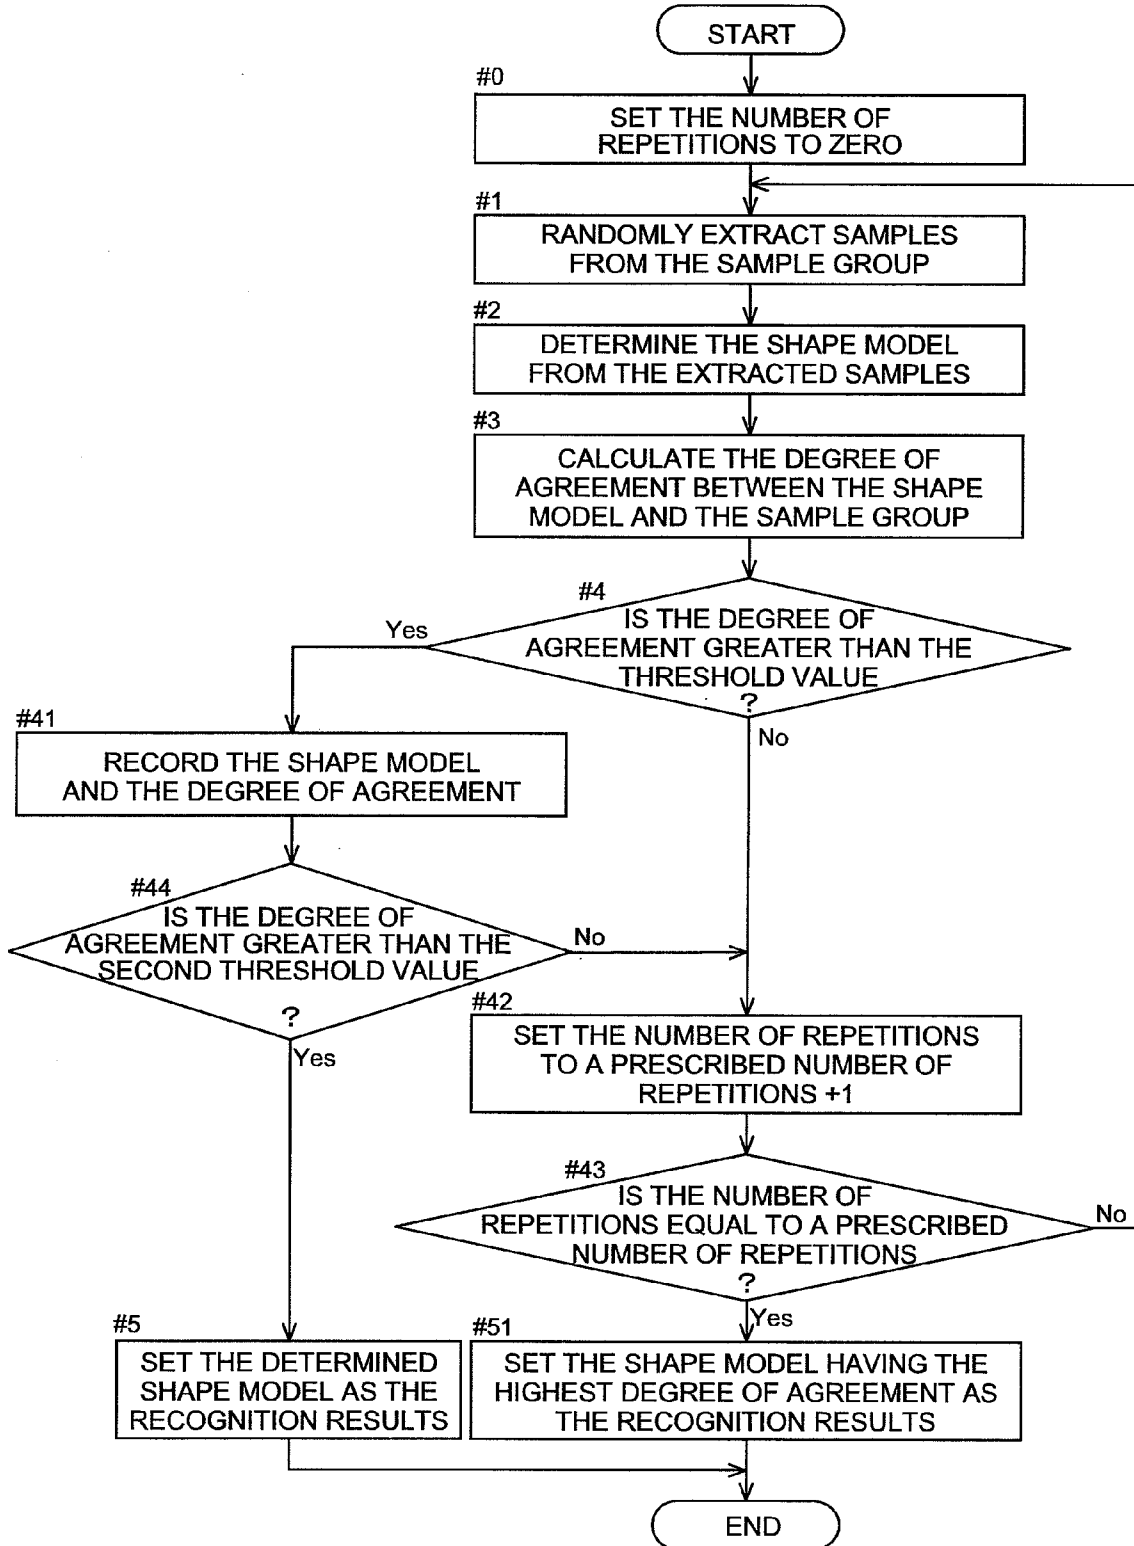 START
#0
SET THE NUMBER OF
REPETITIONS TO ZERO
#1
RANDOMLY EXTRACT SAMPLES
FROM THE SAMPLE GROUP
#2
DETERMINE THE SHAPE MODEL
FROM THE EXTRACTED SAMPLES
#3
CALCULATE THE DEGREE OF
AGREEMENT BETWEEN THE SHAPE
MODEL AND THE SAMPLE GROUP
#4
IS THE DEGREE OF
AGREEMENT GREATER THAN THE
THRESHOLD VALUE
?
Yes
No
#41
RECORD THE SHAPE MODEL
AND THE DEGREE OF AGREEMENT
#44
IS THE DEGREE OF
AGREEMENT GREATER THAN THE
SECOND THRESHOLD VALUE
?
No
Yes
#42
SET THE NUMBER OF REPETITIONS
TO A PRESCRIBED NUMBER OF
REPETITIONS +1
#43
IS THE NUMBER OF
REPETITIONS EQUAL TO A PRESCRIBED
NUMBER OF REPETITIONS
?
No
Yes
#5
SET THE DETERMINED
SHAPE MODEL AS THE
RECOGNITION RESULTS
#51
SET THE SHAPE MODEL HAVING THE
HIGHEST DEGREE OF AGREEMENT AS
THE RECOGNITION RESULTS
END